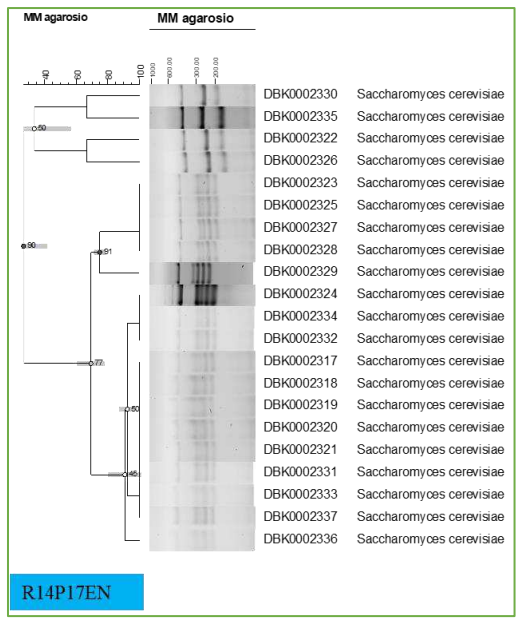 MM agarosio MM agarosio
40 60 80 100 1000 600.00 300.00 200.00
DBK0002330 Saccharomyces cerevisiae
50 DBK0002335 Saccharomyces cerevisiae
DBK0002322 Saccharomyces cerevisiae
DBK0002326 Saccharomyces cerevisiae
DBK0002323 Saccharomyces cerevisiae
DBK0002325 Saccharomyces cerevisiae
DBK0002327 Saccharomyces cerevisiae
90 91 DBK0002328 Saccharomyces cerevisiae
DBK0002329 Saccharomyces cerevisiae
DBK0002324 Saccharomyces cerevisiae
DBK0002334 Saccharomyces cerevisiae
DBK0002332 Saccharomyces cerevisiae
77 DBK0002317 Saccharomyces cerevisiae
DBK0002318 Saccharomyces cerevisiae
DBK0002319 Saccharomyces cerevisiae
DBK0002320 Saccharomyces cerevisiae
DBK0002321 Saccharomyces cerevisiae
DBK0002331 Saccharomyces cerevisiae
DBK0002333 Saccharomyces cerevisiae
DBK0002337 Saccharomyces cerevisiae
DBK0002336 Saccharomyces cerevisiae
R14P17EN